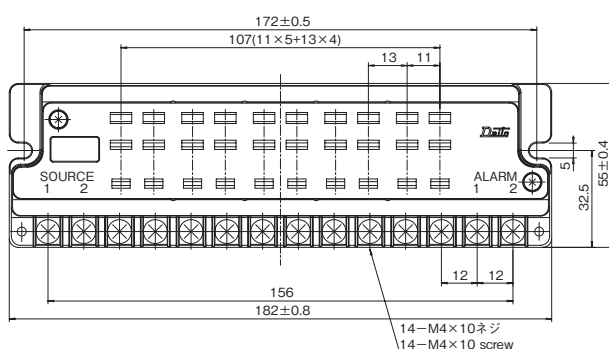 172±0.5
107(11×5+13×4)
13
11
Daito
SOURCE
1 2
ALARM
1 2
5
32.5
55±0.4
12
12
156
182±0.8
14−M4×10ネジ
14−M4×10 screw